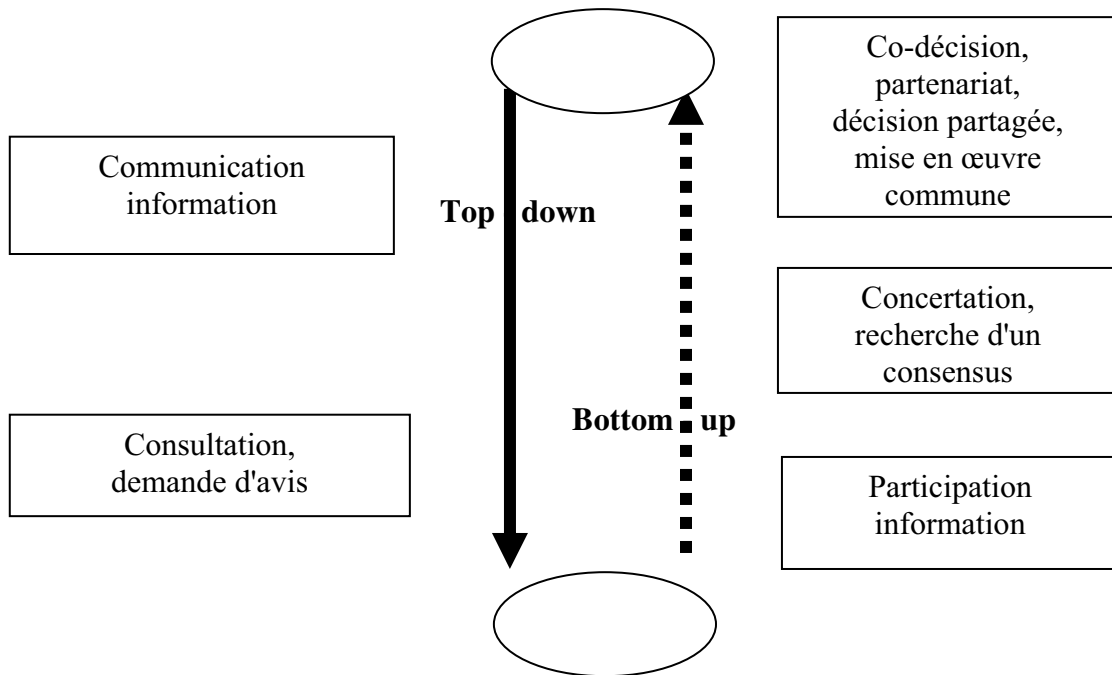 Communication
information
Consultation,
demande d'avis
Top down
Bottom up
Co-décision,
partenariat,
décision partagée,
mise en œuvre
commune
Concertation,
recherche d'un
consensus
Participation
information